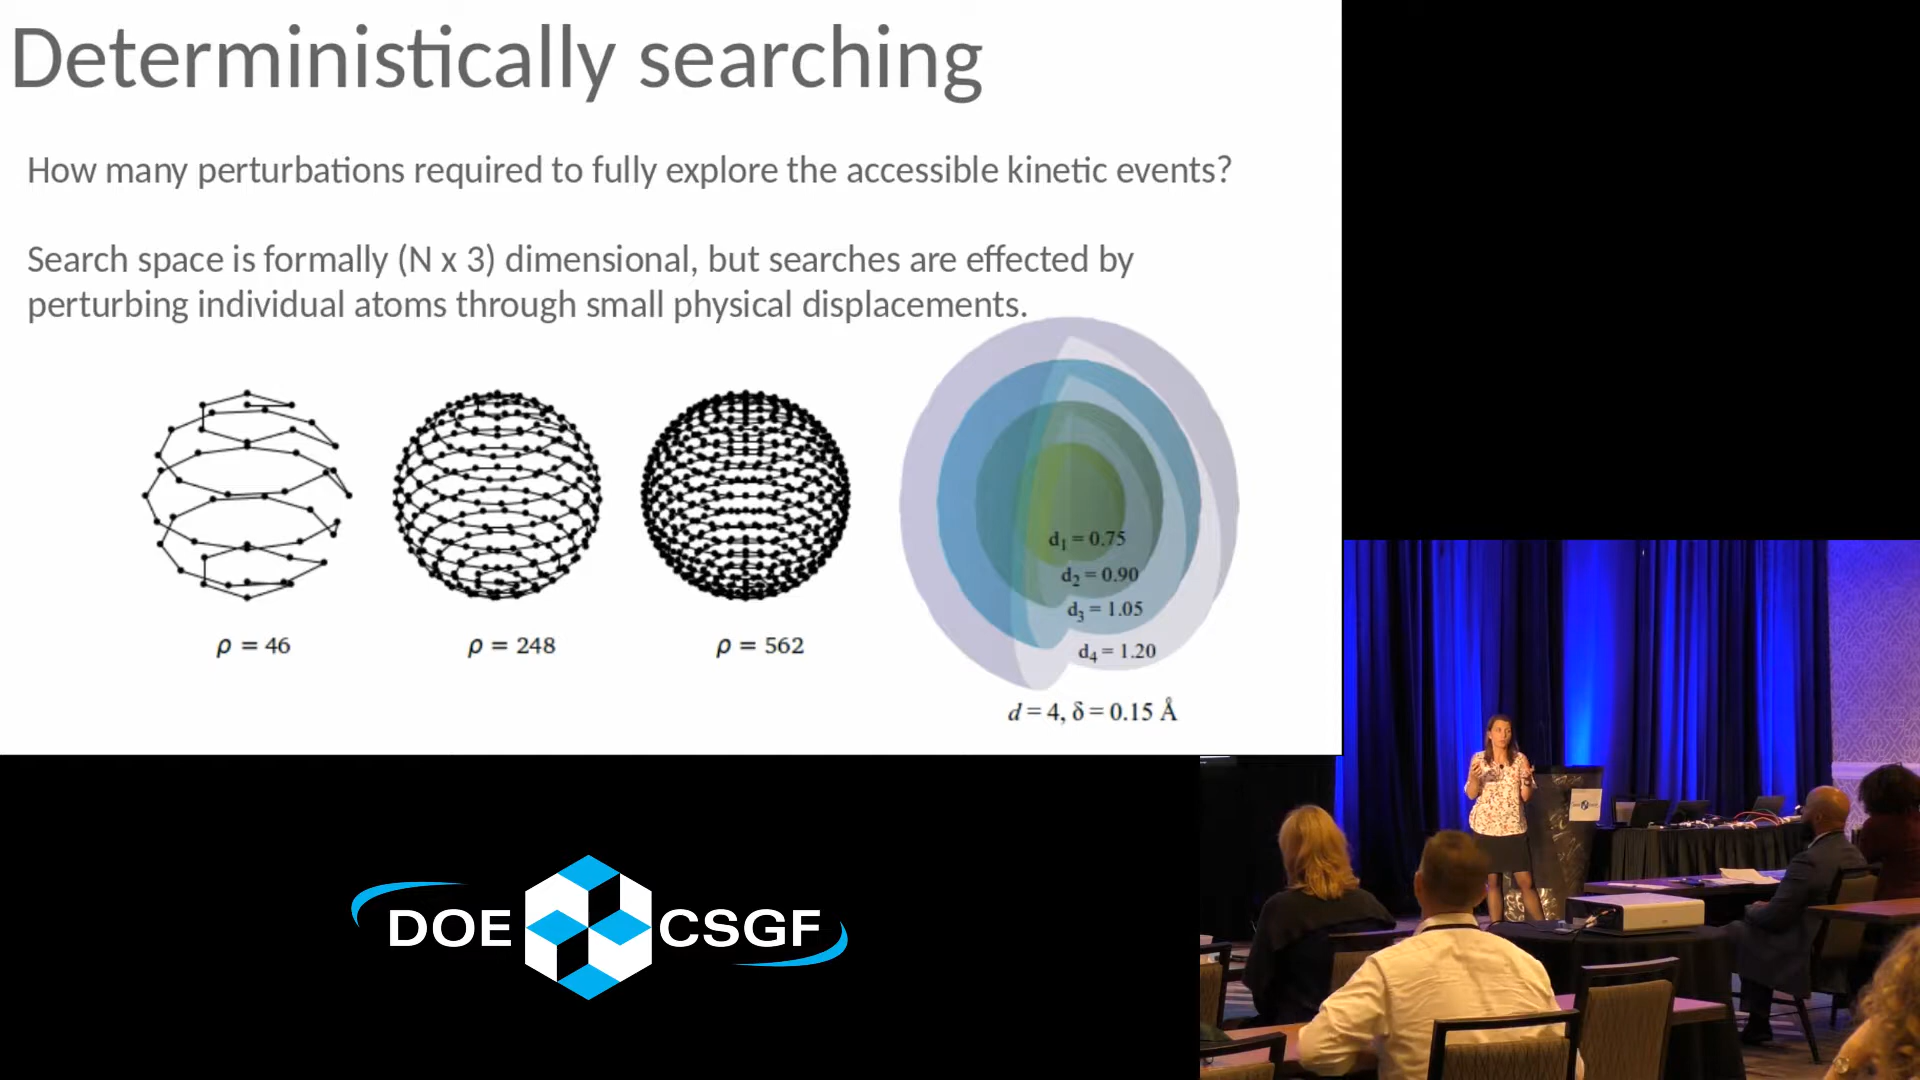 Deterministically searching
How many perturbations required to fully explore the accessible kinetic events?
Search space is formally (N x 3) dimensional, but searches are effected by
perturbing individual atoms through small physical displacements.
ρ = 46
ρ = 248
ρ = 562
d₁ = 0.75
d₂ = 0.90
d₃ = 1.05
d₄ = 1.20
d = 4, δ = 0.15 Å
DOE CSGF